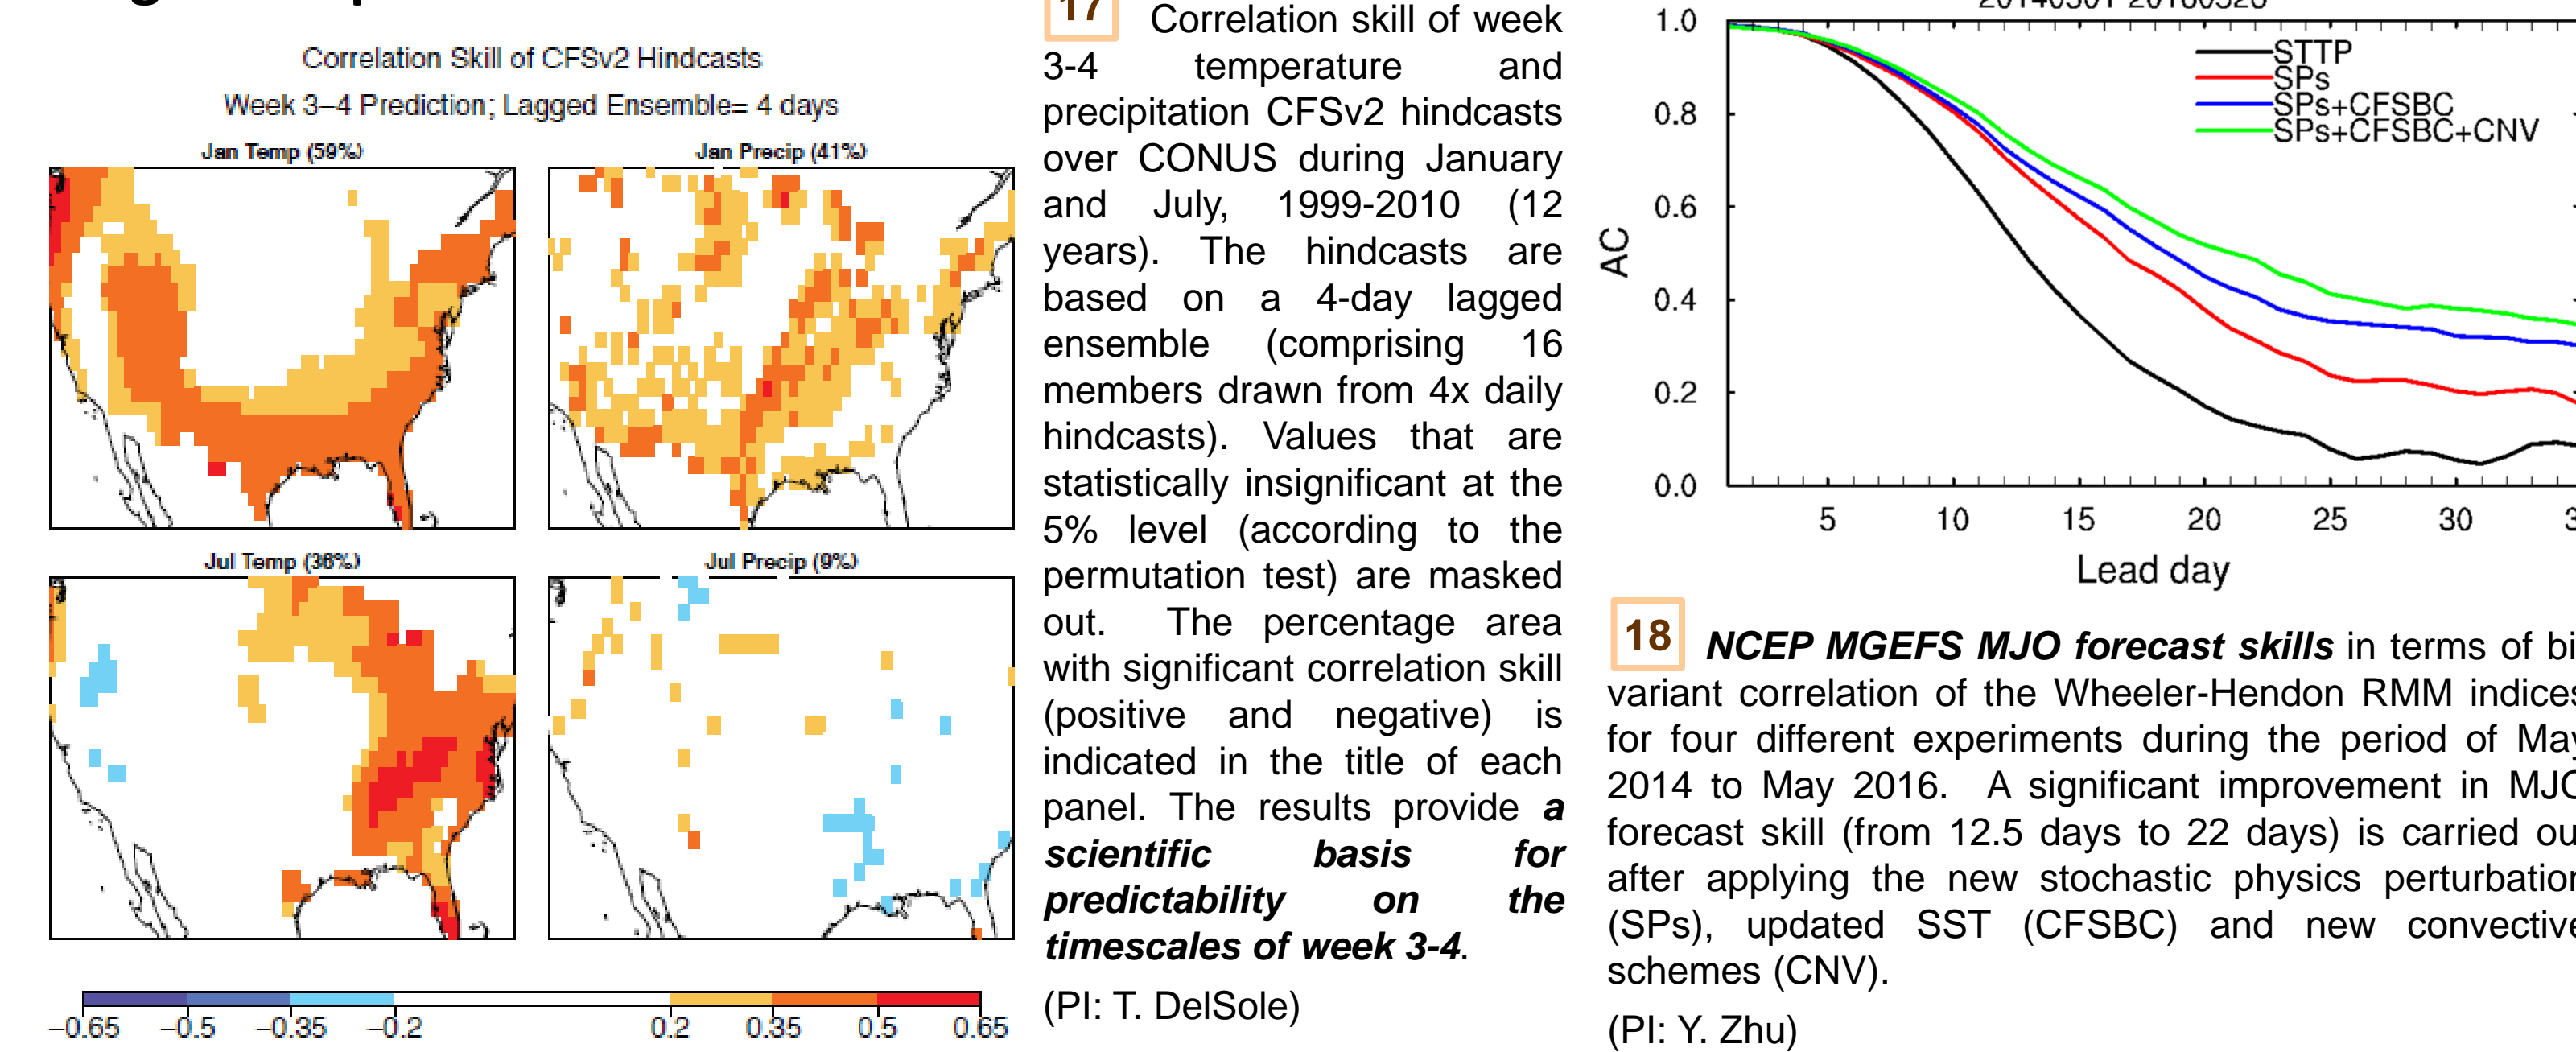 Correlation Skill of CFSv2 Hindcasts
Week 3–4 Prediction; Lagged Ensemble= 4 days
Jan Temp (59%)
Jan Precip (41%)
Jul Temp (36%)
Jul Precip (9%)
−0.65 −0.5 −0.35 −0.2 0.2 0.35 0.5 0.65
17 Correlation skill of week
3-4 temperature and
precipitation CFSv2 hindcasts
over CONUS during January
and July, 1999-2010 (12
years). The hindcasts are
based on a 4-day lagged
ensemble (comprising 16
members drawn from 4x daily
hindcasts). Values that are
statistically insignificant at the
5% level (according to the
permutation test) are masked
out. The percentage area
with significant correlation skill
(positive and negative) is
indicated in the title of each
panel. The results provide a
scientific basis for
predictability on the
timescales of week 3-4.
(PI: T. DelSole)
STTP
SPs
SPs+CFSBC
SPs+CFSBC+CNV
AC
1.0
0.8
0.6
0.4
0.2
0.0
5 10 15 20 25 30
Lead day
18 NCEP MGEFS MJO forecast skills in terms of bi
variant correlation of the Wheeler-Hendon RMM indices
for four different experiments during the period of May
2014 to May 2016. A significant improvement in MJO
forecast skill (from 12.5 days to 22 days) is carried ou
after applying the new stochastic physics perturbation
(SPs), updated SST (CFSBC) and new convective
schemes (CNV).
(PI: Y. Zhu)